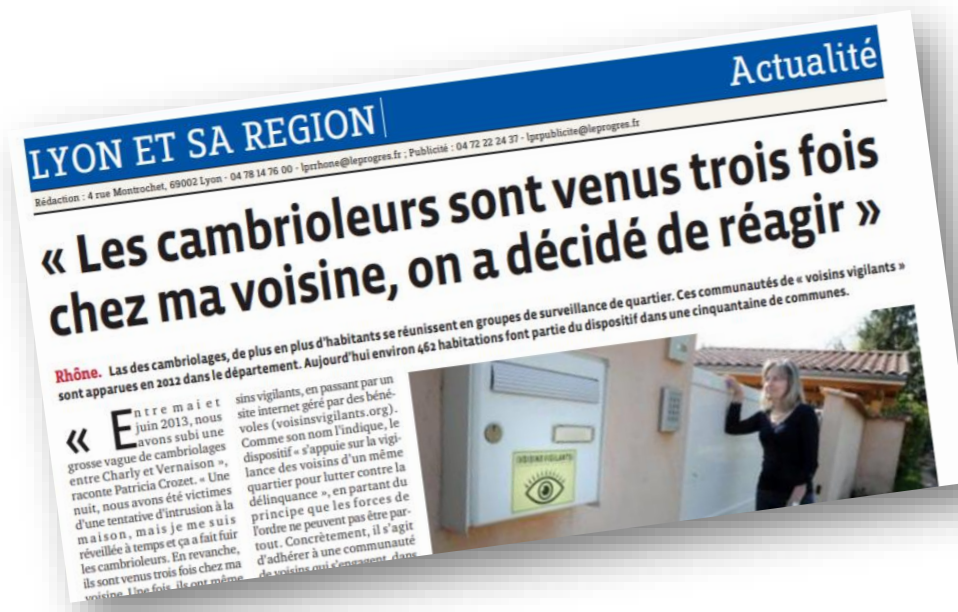 LYON ET SA REGION
Actualité
Rédaction : 4 rue Montrochet, 69002 Lyon - 04 78 14 76 00 - lprrhone@leprogres.fr ; Publicité : 04 72 22 24 37 - lprpublicite@leprogres.fr
« Les cambrioleurs sont venus trois fois
chez ma voisine, on a décidé de réagir »
Rhône. Las des cambriolages, de plus en plus d'habitants se réunissent en groupes de surveillance de quartier. Ces communautés de « voisins vigilants »
sont apparues en 2012 dans le département. Aujourd'hui environ 462 habitations font partie du dispositif dans une cinquantaine de communes.
« Entre mai et
juin 2013, nous
avons subi une
grosse vague de cambriolages
entre Charly et Vernaison »,
raconte Patricia Crozet. « Une
nuit, nous avons été victimes
d'une tentative d'intrusion à la
maison, mais je me suis
réveillée à temps et ça a fait fuir
les cambrioleurs. En revanche,
ils sont venus trois fois chez ma
voisine. Une fois, ils ont même
sins vigilants, en passant par un
site internet géré par des béné-
voles (voisinsvigilants.org).
Comme son nom l'indique, le
dispositif « s'appuie sur la vigi-
lance des voisins d'un même
quartier pour lutter contre la
délinquance », en partant du
principe que les forces de
l'ordre ne peuvent pas être par-
tout. Concrètement, il s'agit
d'adhérer à une communauté
de voisins qui s'engagent, dans
VOISINS VIGILANTS